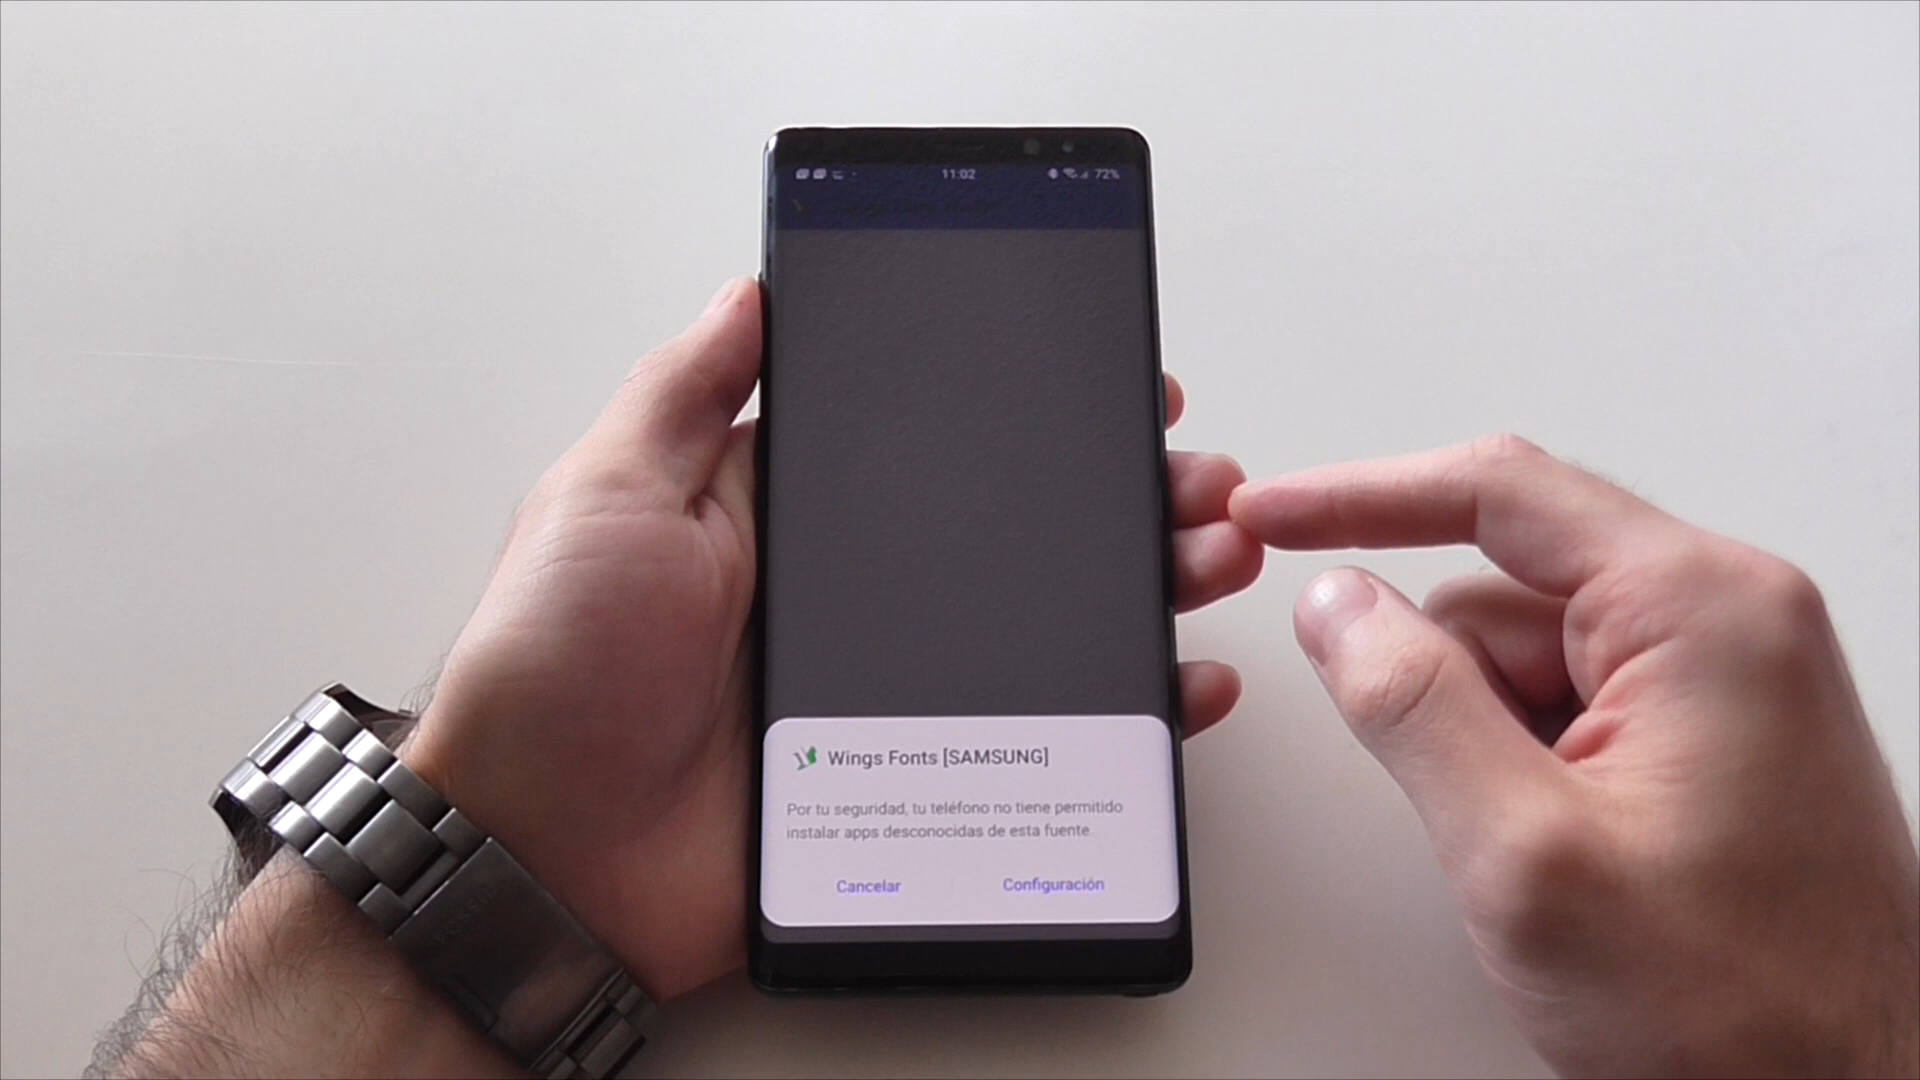 11:02
72%
Wings Fonts [SAMSUNG]
Por tu seguridad, tu teléfono no tiene permitido
instalar apps desconocidas de esta fuente.
Cancelar
Configuración
FOSSIL